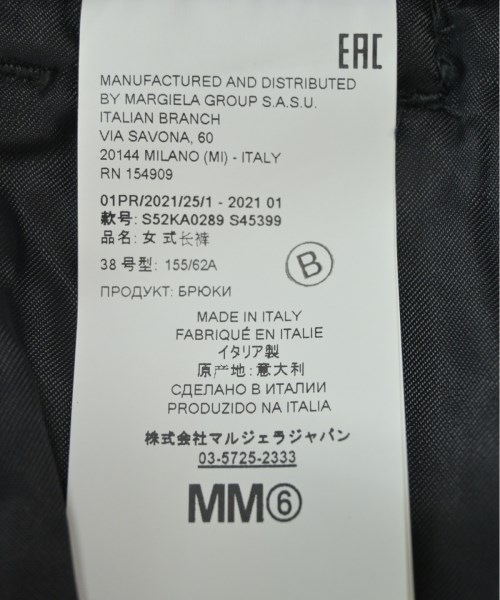 EAC
MANUFACTURED AND DISTRIBUTED
BY MARGIELA GROUP S.A.S.U.
ITALIAN BRANCH
VIA SAVONA, 60
20144 MILANO (MI) - ITALY
RN 154909
01PR/2021/25/1 - 2021 01
款号: S52KA0289 S45399
品名: 女 式长裤
38 号型: 155/62A
B
ПРОДУКТ: БРЮКИ
MADE IN ITALY
FABRIQUÉ EN ITALIE
イタリア製
原产地: 意大利
СДЕЛАНО В ИТАЛИИ
PRODUZIDO NA ITALIA
株式会社マルジェラジャパン
03-5725-2333
MM⑥